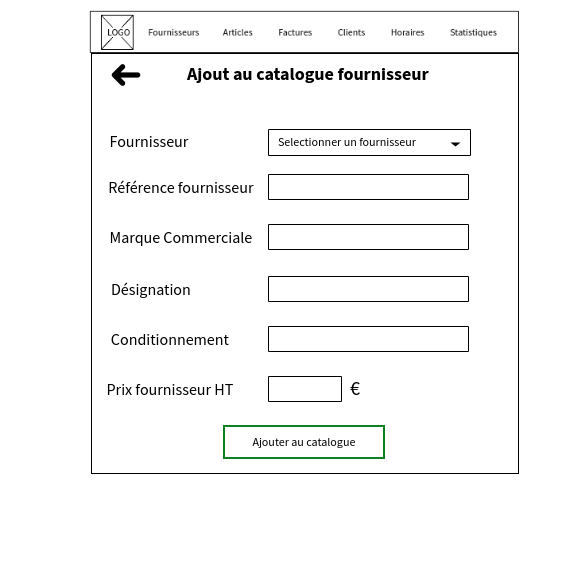 LOGO Fournisseurs Articles Factures Clients Horaires Statistiques
Ajout au catalogue fournisseur
Fournisseur Selectionner un fournisseur
Référence fournisseur
Marque Commerciale
Désignation
Conditionnement
Prix fournisseur HT €
Ajouter au catalogue